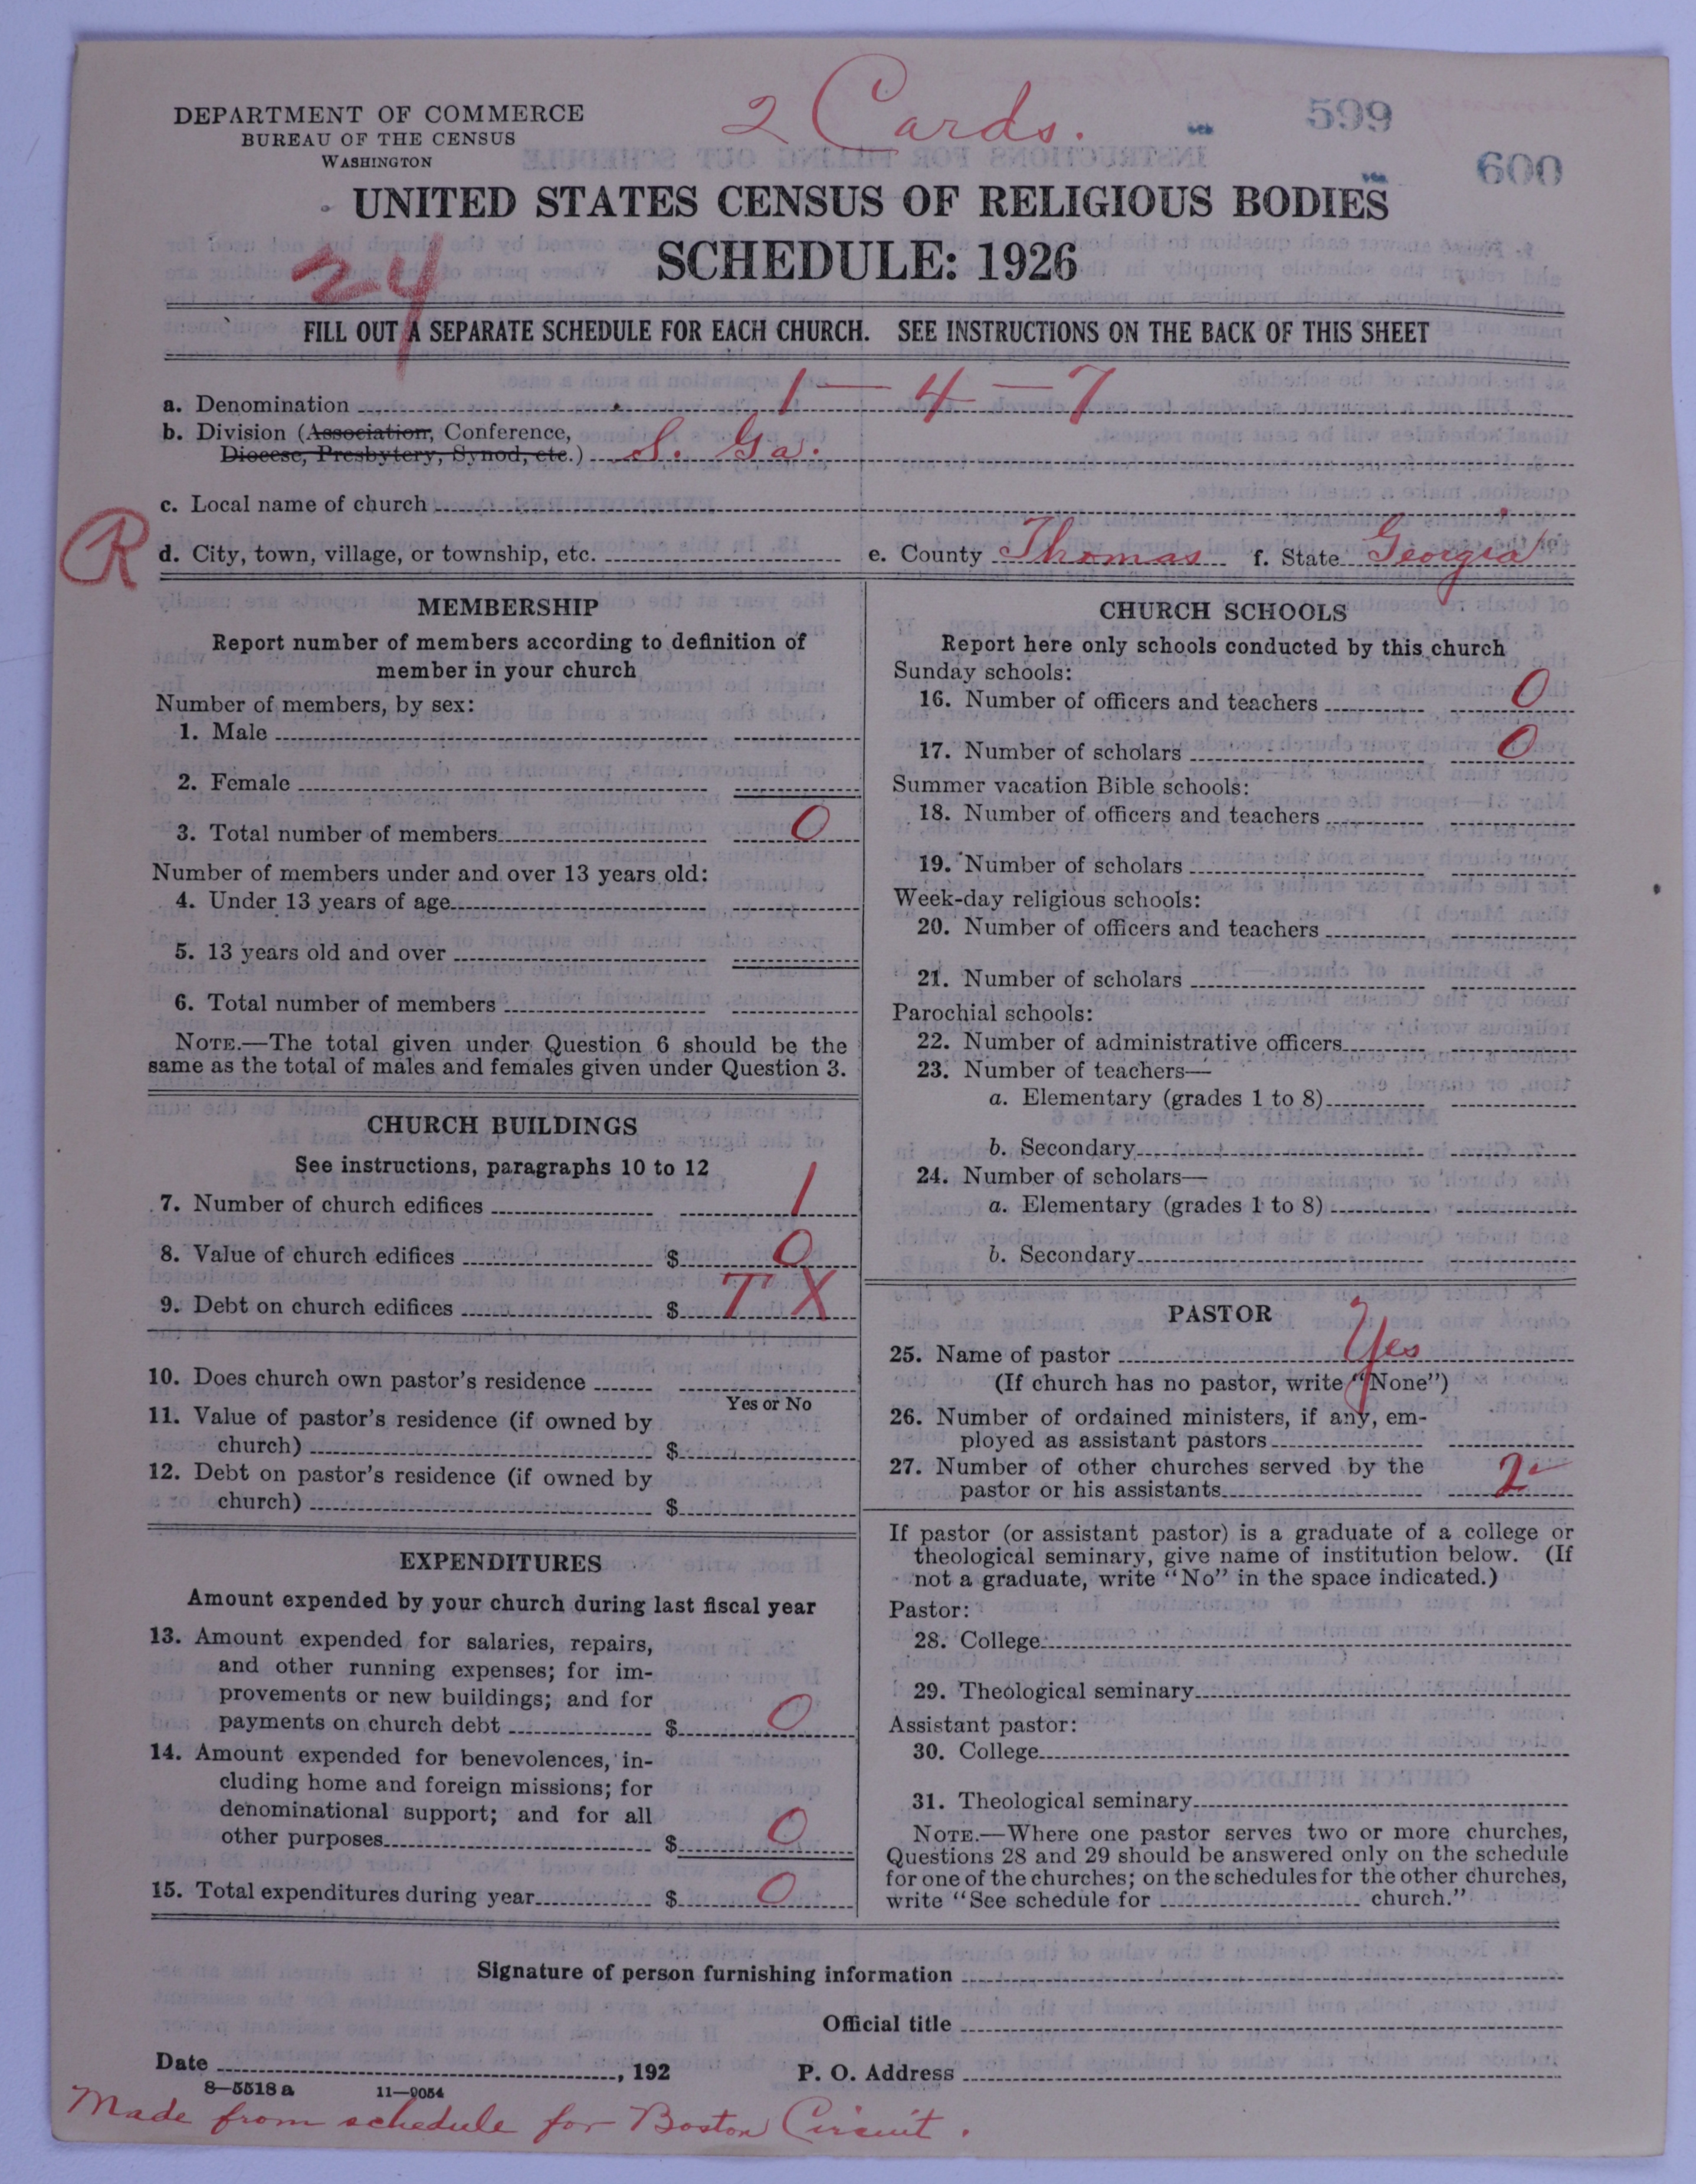 2 Cards.
599
600
DEPARTMENT OF COMMERCE
BUREAU OF THE CENSUS
WASHINGTON
UNITED STATES CENSUS OF RELIGIOUS BODIES
SCHEDULE: 1926
24
FILL OUT A SEPARATE SCHEDULE FOR EACH CHURCH. SEE INSTRUCTIONS ON THE BACK OF THIS SHEET
a. Denomination 1 — 4 — 7
b. Division (Association, Conference,
Diocese, Presbytery, Synod, etc.) S. Ga.
c. Local name of church
R
d. City, town, village, or township, etc. e. County Thomas f. State Georgia
MEMBERSHIP
Report number of members according to definition of
member in your church
Number of members, by sex:
1. Male
2. Female
3. Total number of members 0
Number of members under and over 13 years old:
4. Under 13 years of age
5. 13 years old and over
6. Total number of members
NOTE.—The total given under Question 6 should be the
same as the total of males and females given under Question 3.
CHURCH BUILDINGS
See instructions, paragraphs 10 to 12
7. Number of church edifices 1
8. Value of church edifices $ 0
9. Debt on church edifices $ T X
10. Does church own pastor's residence
Yes or No
11. Value of pastor's residence (if owned by
church) $
12. Debt on pastor's residence (if owned by
church) $
EXPENDITURES
Amount expended by your church during last fiscal year
13. Amount expended for salaries, repairs,
and other running expenses; for im-
provements or new buildings; and for
payments on church debt $ 0
14. Amount expended for benevolences, in-
cluding home and foreign missions; for
denominational support; and for all
other purposes $ 0
15. Total expenditures during year $ 0
CHURCH SCHOOLS
Report here only schools conducted by this church
Sunday schools:
16. Number of officers and teachers 0
17. Number of scholars 0
Summer vacation Bible schools:
18. Number of officers and teachers
19. Number of scholars
Week-day religious schools:
20. Number of officers and teachers
21. Number of scholars
Parochial schools:
22. Number of administrative officers
23. Number of teachers—
a. Elementary (grades 1 to 8)
b. Secondary
24. Number of scholars—
a. Elementary (grades 1 to 8)
b. Secondary
PASTOR
25. Name of pastor Yes
(If church has no pastor, write "None")
26. Number of ordained ministers, if any, em-
ployed as assistant pastors
27. Number of other churches served by the
pastor or his assistants 2
If pastor (or assistant pastor) is a graduate of a college or
theological seminary, give name of institution below. (If
not a graduate, write "No" in the space indicated.)
Pastor:
28. College
29. Theological seminary
Assistant pastor:
30. College
31. Theological seminary
NOTE.—Where one pastor serves two or more churches,
Questions 28 and 29 should be answered only on the schedule
for one of the churches; on the schedules for the other churches,
write "See schedule for church."
Signature of person furnishing information
Official title
Date , 192 P. O. Address
8—5518 a 11—9054
Made from schedule for Boston Circuit.